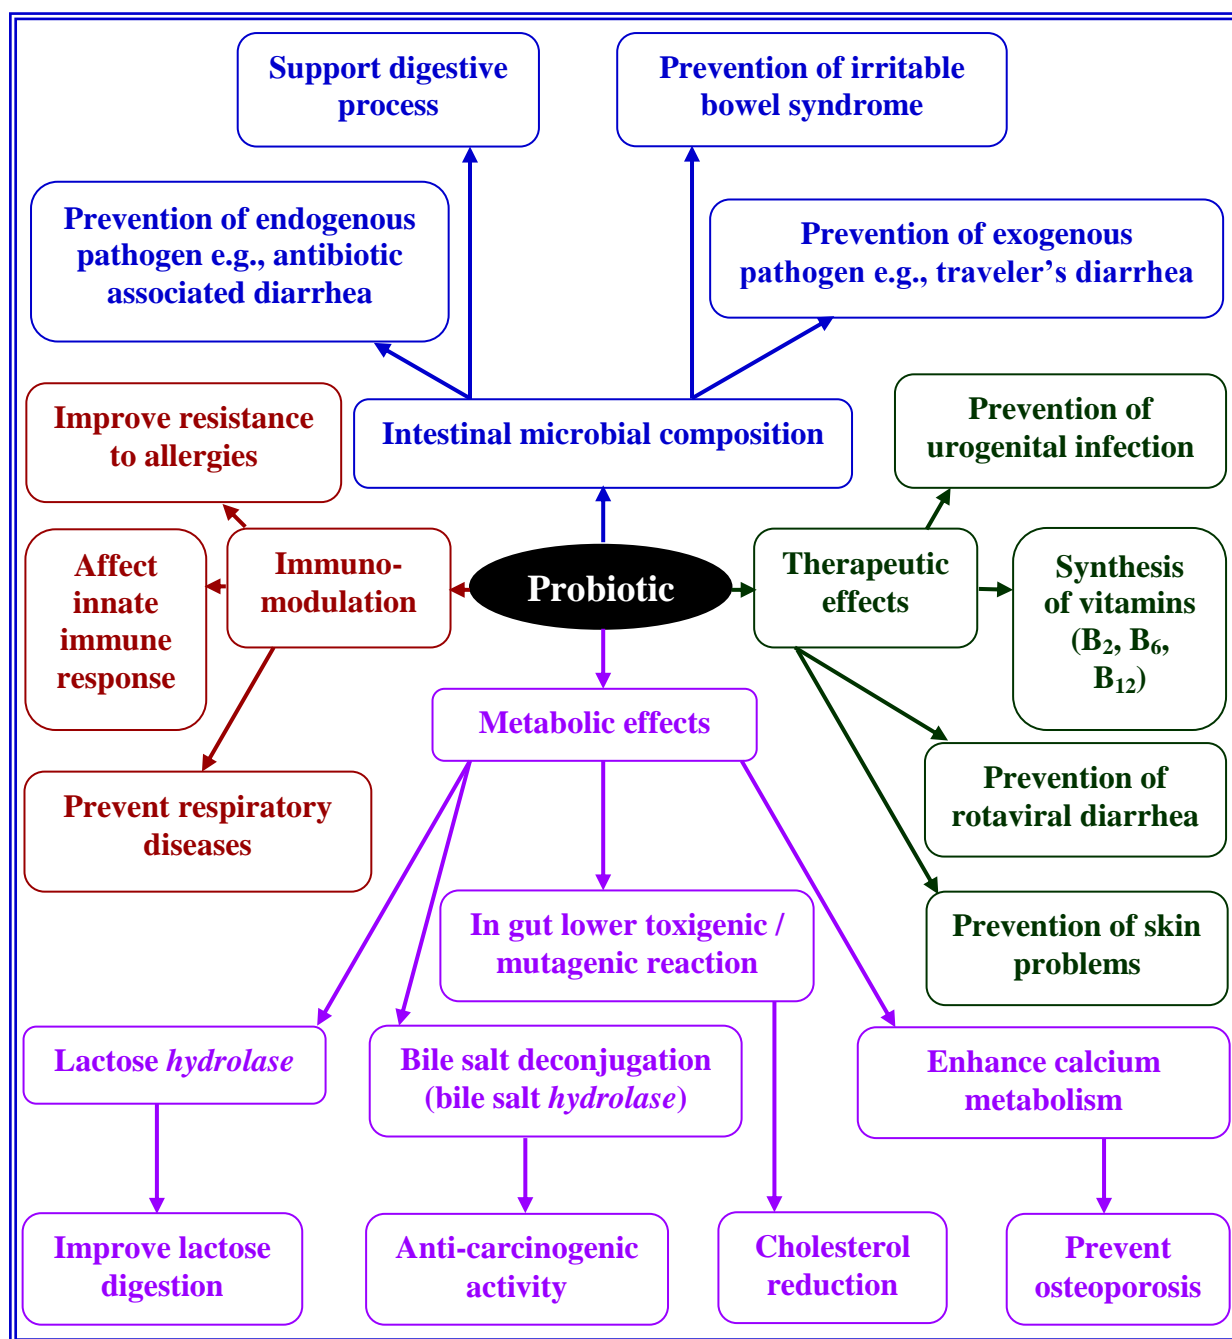 Support digestive
process
Prevention of irritable
bowel syndrome
Prevention of endogenous
pathogen e.g., antibiotic
associated diarrhea
Prevention of exogenous
pathogen e.g., traveler’s diarrhea
Improve resistance
to allergies
Intestinal microbial composition
Prevention of
urogenital infection
Affect
innate
immune
response
Immuno-
modulation
Probiotic
Therapeutic
effects
Synthesis
of vitamins
(B₂, B₆,
B₁₂)
Metabolic effects
Prevent respiratory
diseases
Prevention of
rotaviral diarrhea
In gut lower toxigenic /
mutagenic reaction
Prevention of skin
problems
Lactose hydrolase
Bile salt deconjugation
(bile salt hydrolase)
Enhance calcium
metabolism
Improve lactose
digestion
Anti-carcinogenic
activity
Cholesterol
reduction
Prevent
osteoporosis